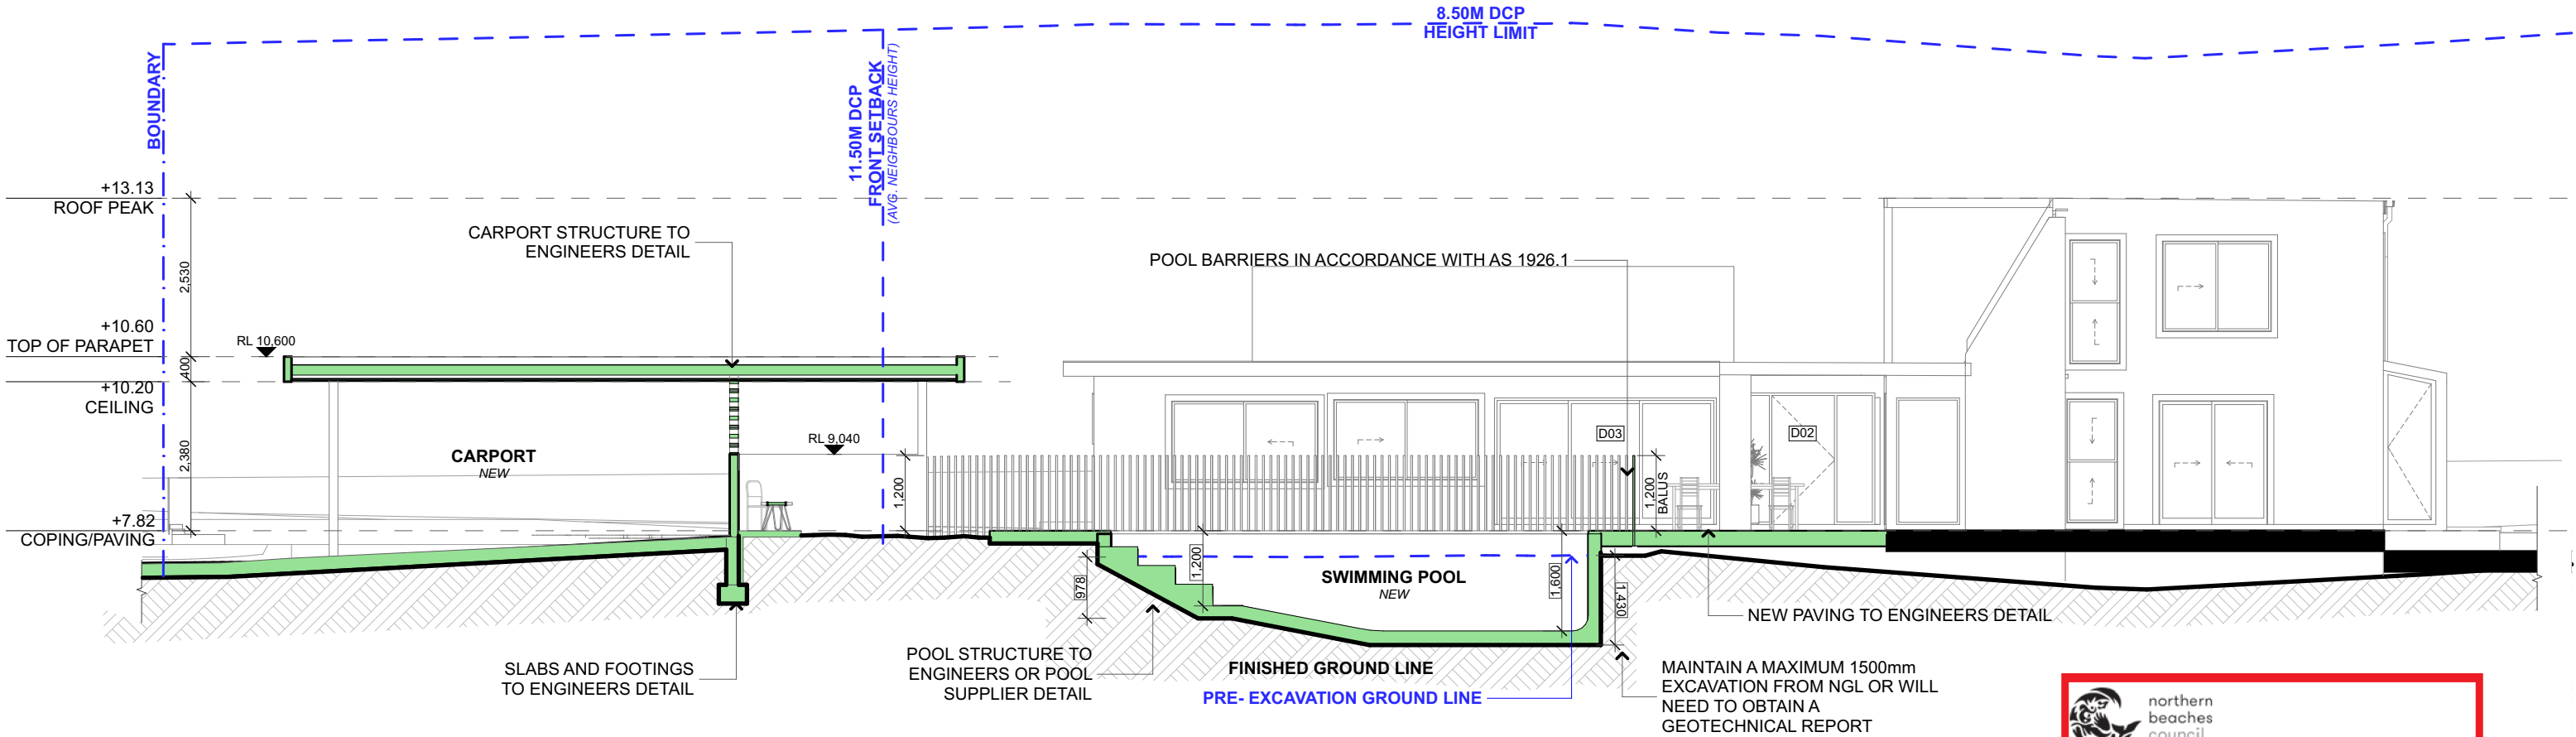 8.50M DCP
HEIGHT LIMIT
BOUNDARY
11.50M DCP
FRONT SETBACK
(AVG. NEIGHBOURS HEIGHT)
+13.13
ROOF PEAK
2,530
CARPORT STRUCTURE TO
ENGINEERS DETAIL
POOL BARRIERS IN ACCORDANCE WITH AS 1926.1
+10.60
TOP OF PARAPET
RL 10,600
400
+10.20
CEILING
2,380
CARPORT
NEW
RL 9,040
1,200
D03
D02
1,200
BALUS
+7.82
COPING/PAVING
978
1,200
SWIMMING POOL
NEW
1,600
1,430
NEW PAVING TO ENGINEERS DETAIL
SLABS AND FOOTINGS
TO ENGINEERS DETAIL
POOL STRUCTURE TO
ENGINEERS OR POOL
SUPPLIER DETAIL
FINISHED GROUND LINE
PRE- EXCAVATION GROUND LINE
MAINTAIN A MAXIMUM 1500mm
EXCAVATION FROM NGL OR WILL
NEED TO OBTAIN A
GEOTECHNICAL REPORT
northern
beaches
council